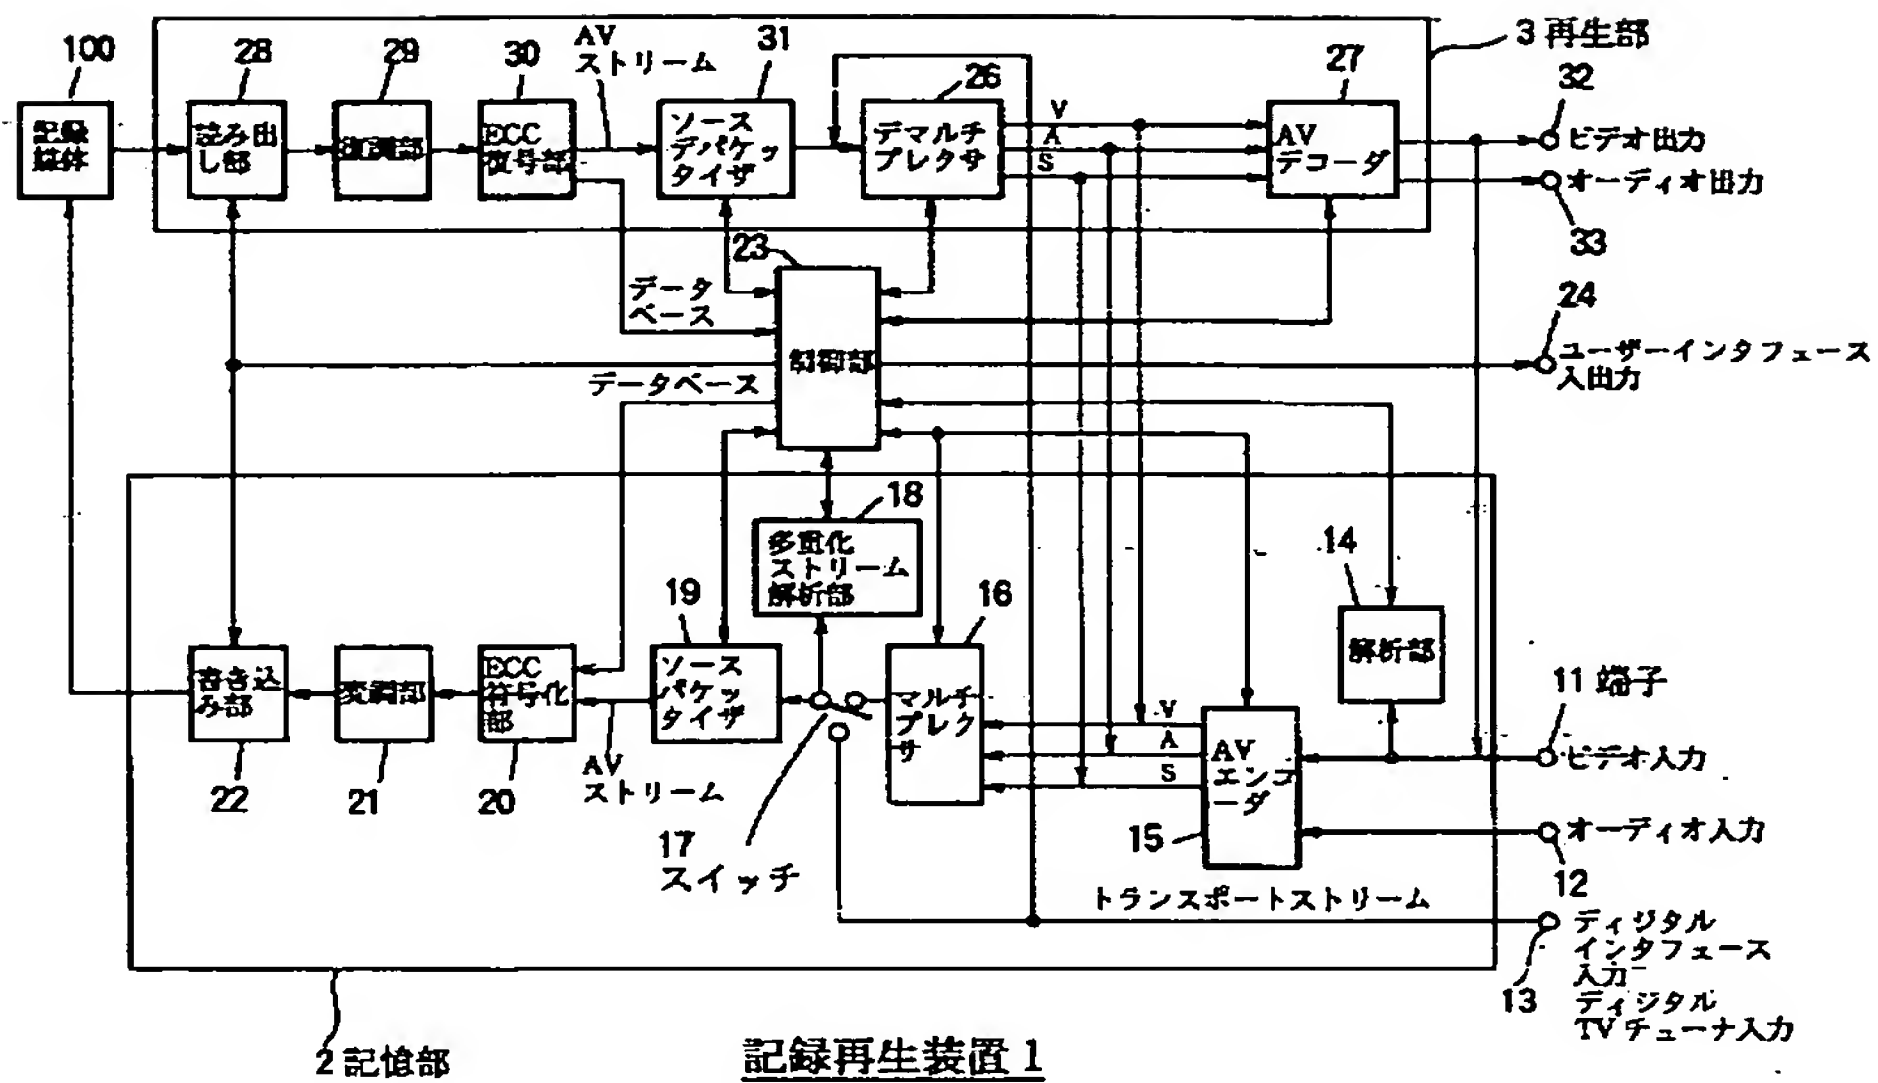 3 再生部
100
28
29
30
AV
ストリーム
31
26
27
32
記録
媒体
読み出
し部
復調部
ECC
復号部
ソース
デパケッ
タイザ
デマルチ
プレクサ
V
A
S
AV
デコーダ
ビデオ出力
オーディオ出力
33
23
データ
ベース
制御部
24
ユーザーインタフェース
入出力
データベース
18
多重化
ストリーム
解析部
14
解析部
19
16
書き込
み部
変調部
ECC
符号化
部
ソース
パケッ
タイザ
マルチ
プレク
サ
V
A
S
AV
エンコ
ーダ
11 端子
ビデオ入力
22
21
20
AV
ストリーム
17
スイッチ
15
オーディオ入力
12
トランスポートストリーム
ディジタル
インタフェース
入力
13
ディジタル
TVチューナ入力
2 記憶部
記録再生装置1